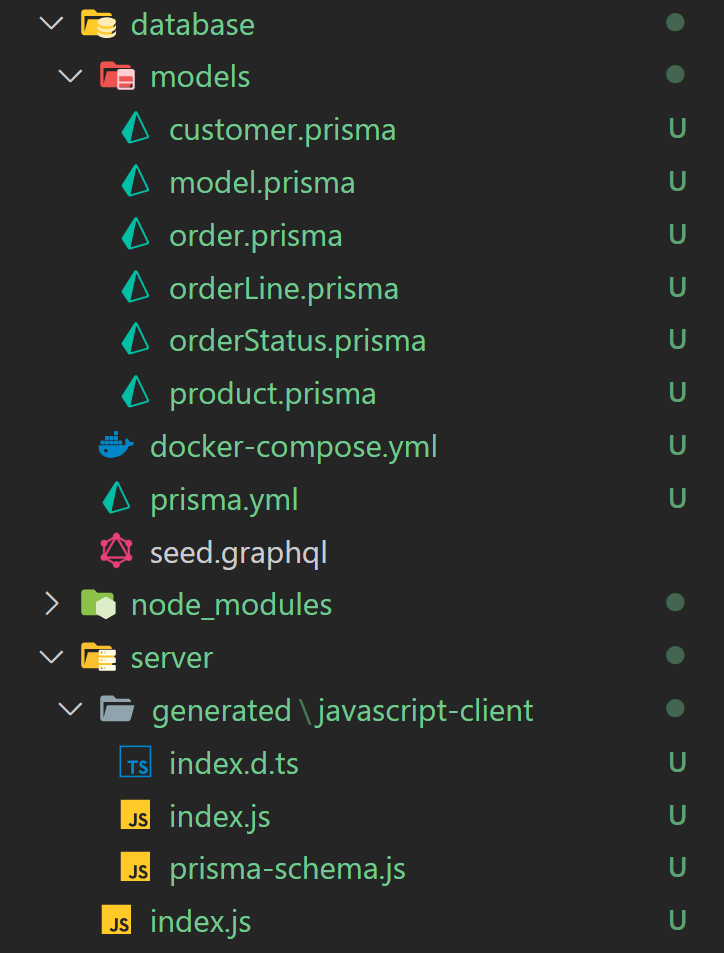 database
models
customer.prisma U
model.prisma U
order.prisma U
orderLine.prisma U
orderStatus.prisma U
product.prisma U
docker-compose.yml U
prisma.yml U
seed.graphql
node_modules
server
generated \ javascript-client
TS index.d.ts U
JS index.js U
JS prisma-schema.js U
JS index.js U